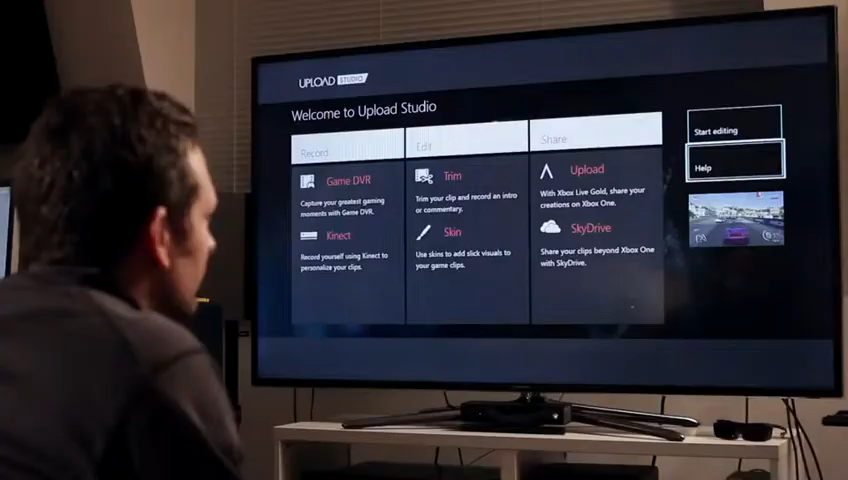 UPLOAD STUDIO
Welcome to Upload Studio
Record
Edit
Share
Game DVR
Capture your greatest gaming
moments with Game DVR.
Kinect
Record yourself using Kinect to
personalize your clips.
Trim
Trim your clip and record an intro
or commentary.
Skin
Use skins to add slick visuals to
your game clips.
Upload
With Xbox Live Gold, share your
creations on Xbox One.
SkyDrive
Share your clips beyond Xbox One
with SkyDrive.
Start editing
Help